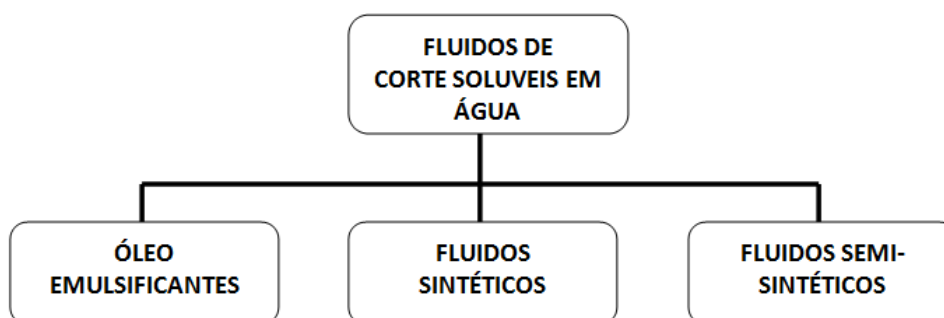 FLUIDOS DE
CORTE SOLUVEIS EM
ÁGUA
ÓLEO
EMULSIFICANTES
FLUIDOS
SINTÉTICOS
FLUIDOS SEMI-
SINTÉTICOS